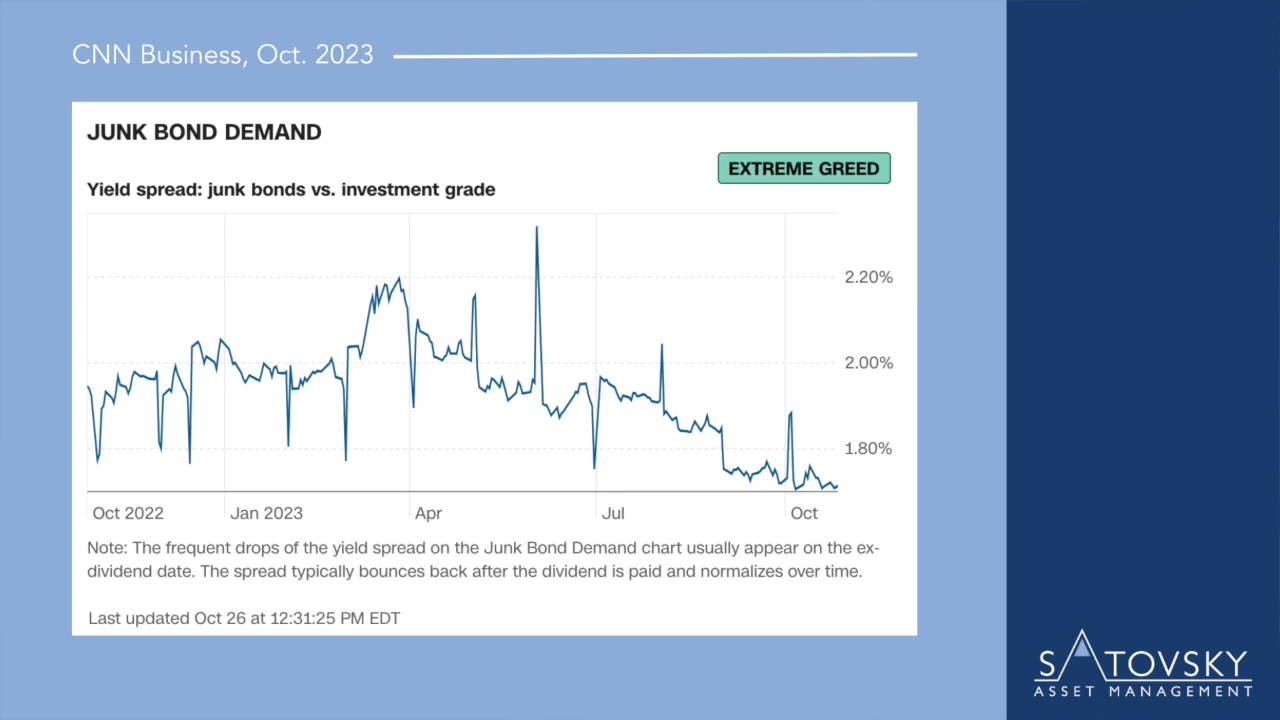 CNN Business, Oct. 2023
JUNK BOND DEMAND
EXTREME GREED
Yield spread: junk bonds vs. investment grade
2.20%
2.00%
1.80%
Oct 2022
Jan 2023
Apr
Jul
Oct
Note: The frequent drops of the yield spread on the Junk Bond Demand chart usually appear on the ex-
dividend date. The spread typically bounces back after the dividend is paid and normalizes over time.
Last updated Oct 26 at 12:31:25 PM EDT
SATOVSKY
ASSET MANAGEMENT